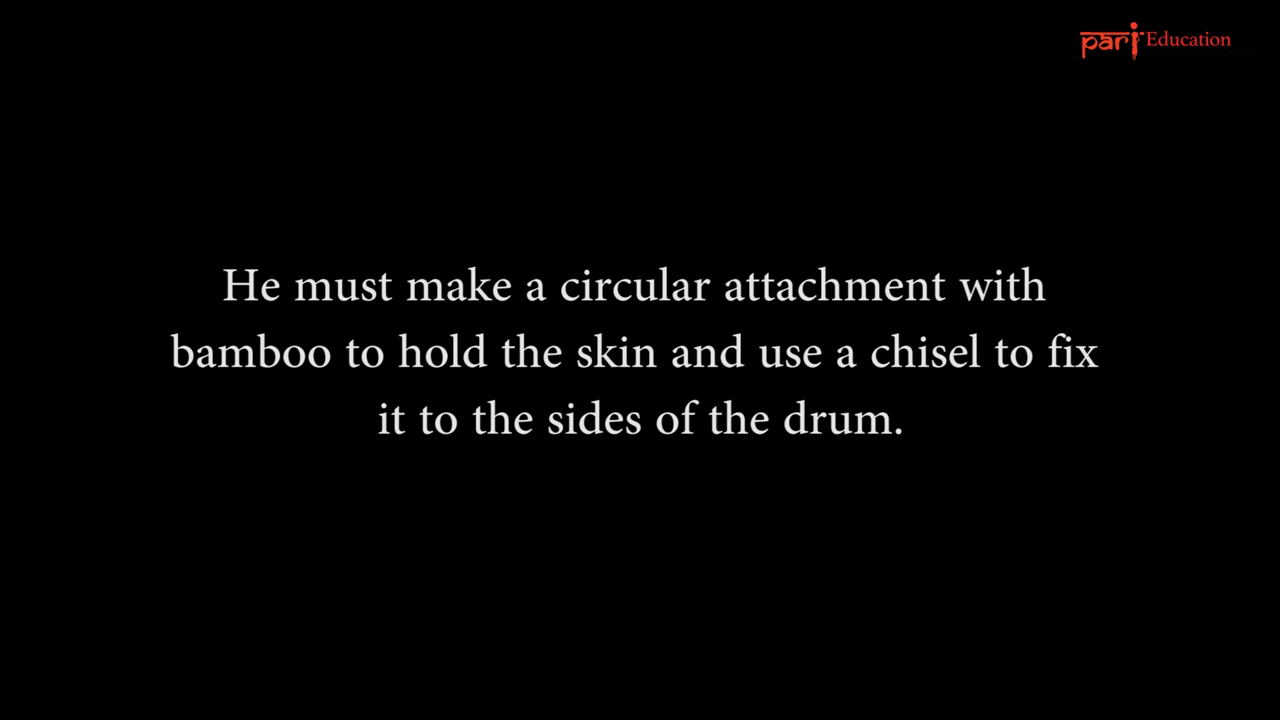 pari Education
He must make a circular attachment with
bamboo to hold the skin and use a chisel to fix
it to the sides of the drum.